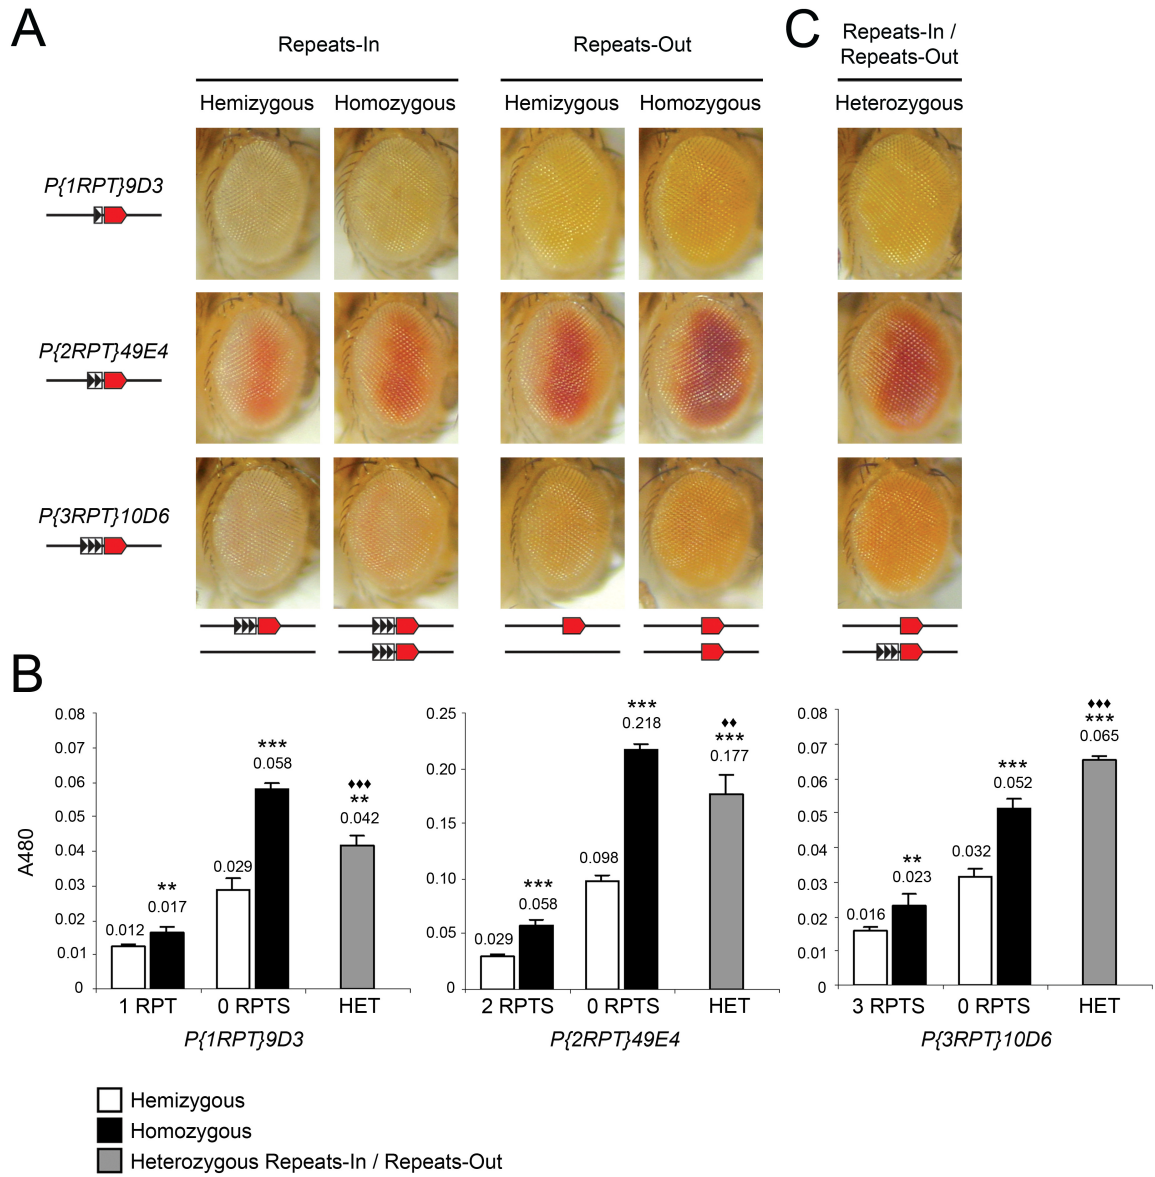 A
Repeats-In
Repeats-Out
C
Repeats-In /
Repeats-Out
Hemizygous
Homozygous
Hemizygous
Homozygous
Heterozygous
P{1RPT}9D3
P{2RPT}49E4
P{3RPT}10D6
B
A480
0.08
0.07
0.06
0.05
0.04
0.03
0.02
0.01
0
0.012
**
0.017
0.029
***
0.058
♦♦♦
**
0.042
1 RPT
0 RPTS
HET
P{1RPT}9D3
0.25
0.20
0.15
0.10
0.05
0
0.029
***
0.058
0.098
***
0.218
♦♦
***
0.177
2 RPTS
0 RPTS
HET
P{2RPT}49E4
0.08
0.07
0.06
0.05
0.04
0.03
0.02
0.01
0
0.016
**
0.023
0.032
***
0.052
♦♦♦
***
0.065
3 RPTS
0 RPTS
HET
P{3RPT}10D6
Hemizygous
Homozygous
Heterozygous Repeats-In / Repeats-Out